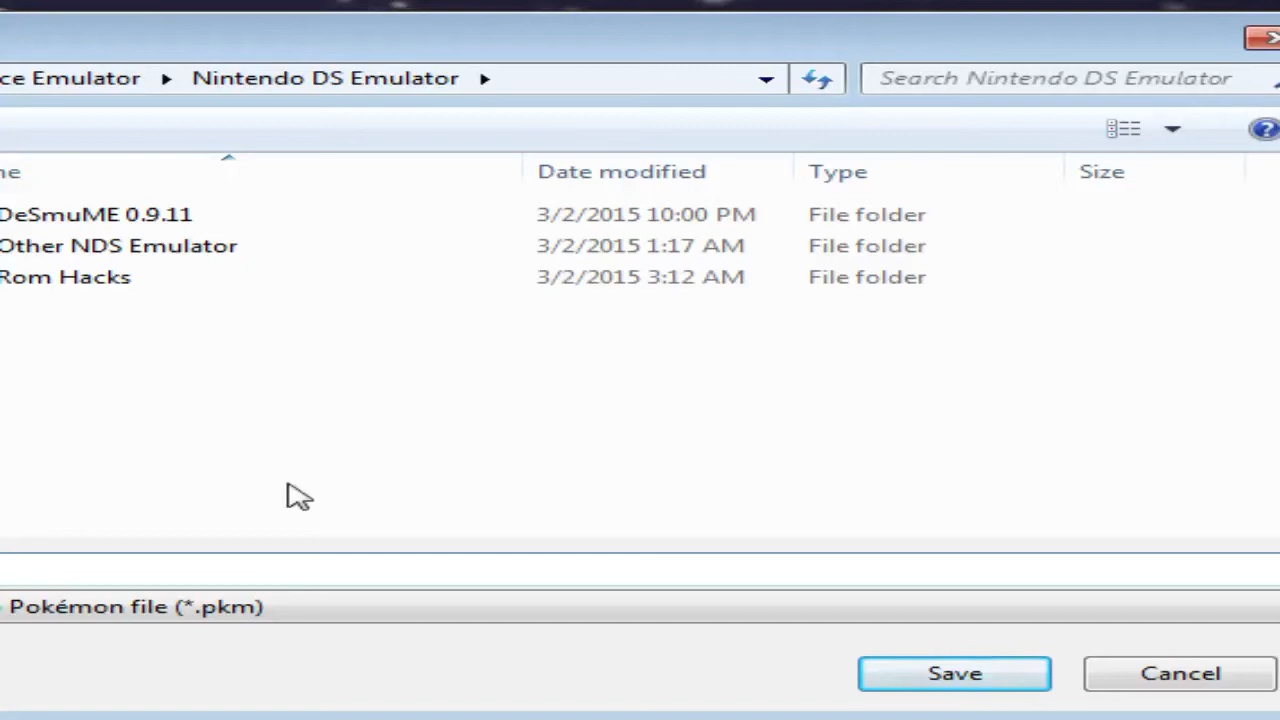 ce Emulator Nintendo DS Emulator Search Nintendo DS Emulator
ne Date modified Type Size
DeSmuME 0.9.11 3/2/2015 10:00 PM File folder
Other NDS Emulator 3/2/2015 1:17 AM File folder
Rom Hacks 3/2/2015 3:12 AM File folder
Pokémon file (*.pkm)
Save Cancel